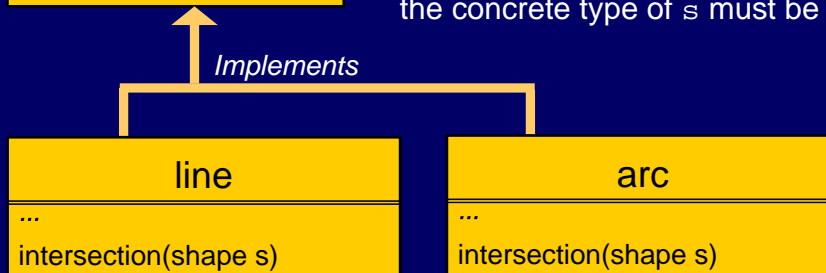 the concrete type of s must be
Implements
line
arc
...
...
intersection(shape s)
intersection(shape s)